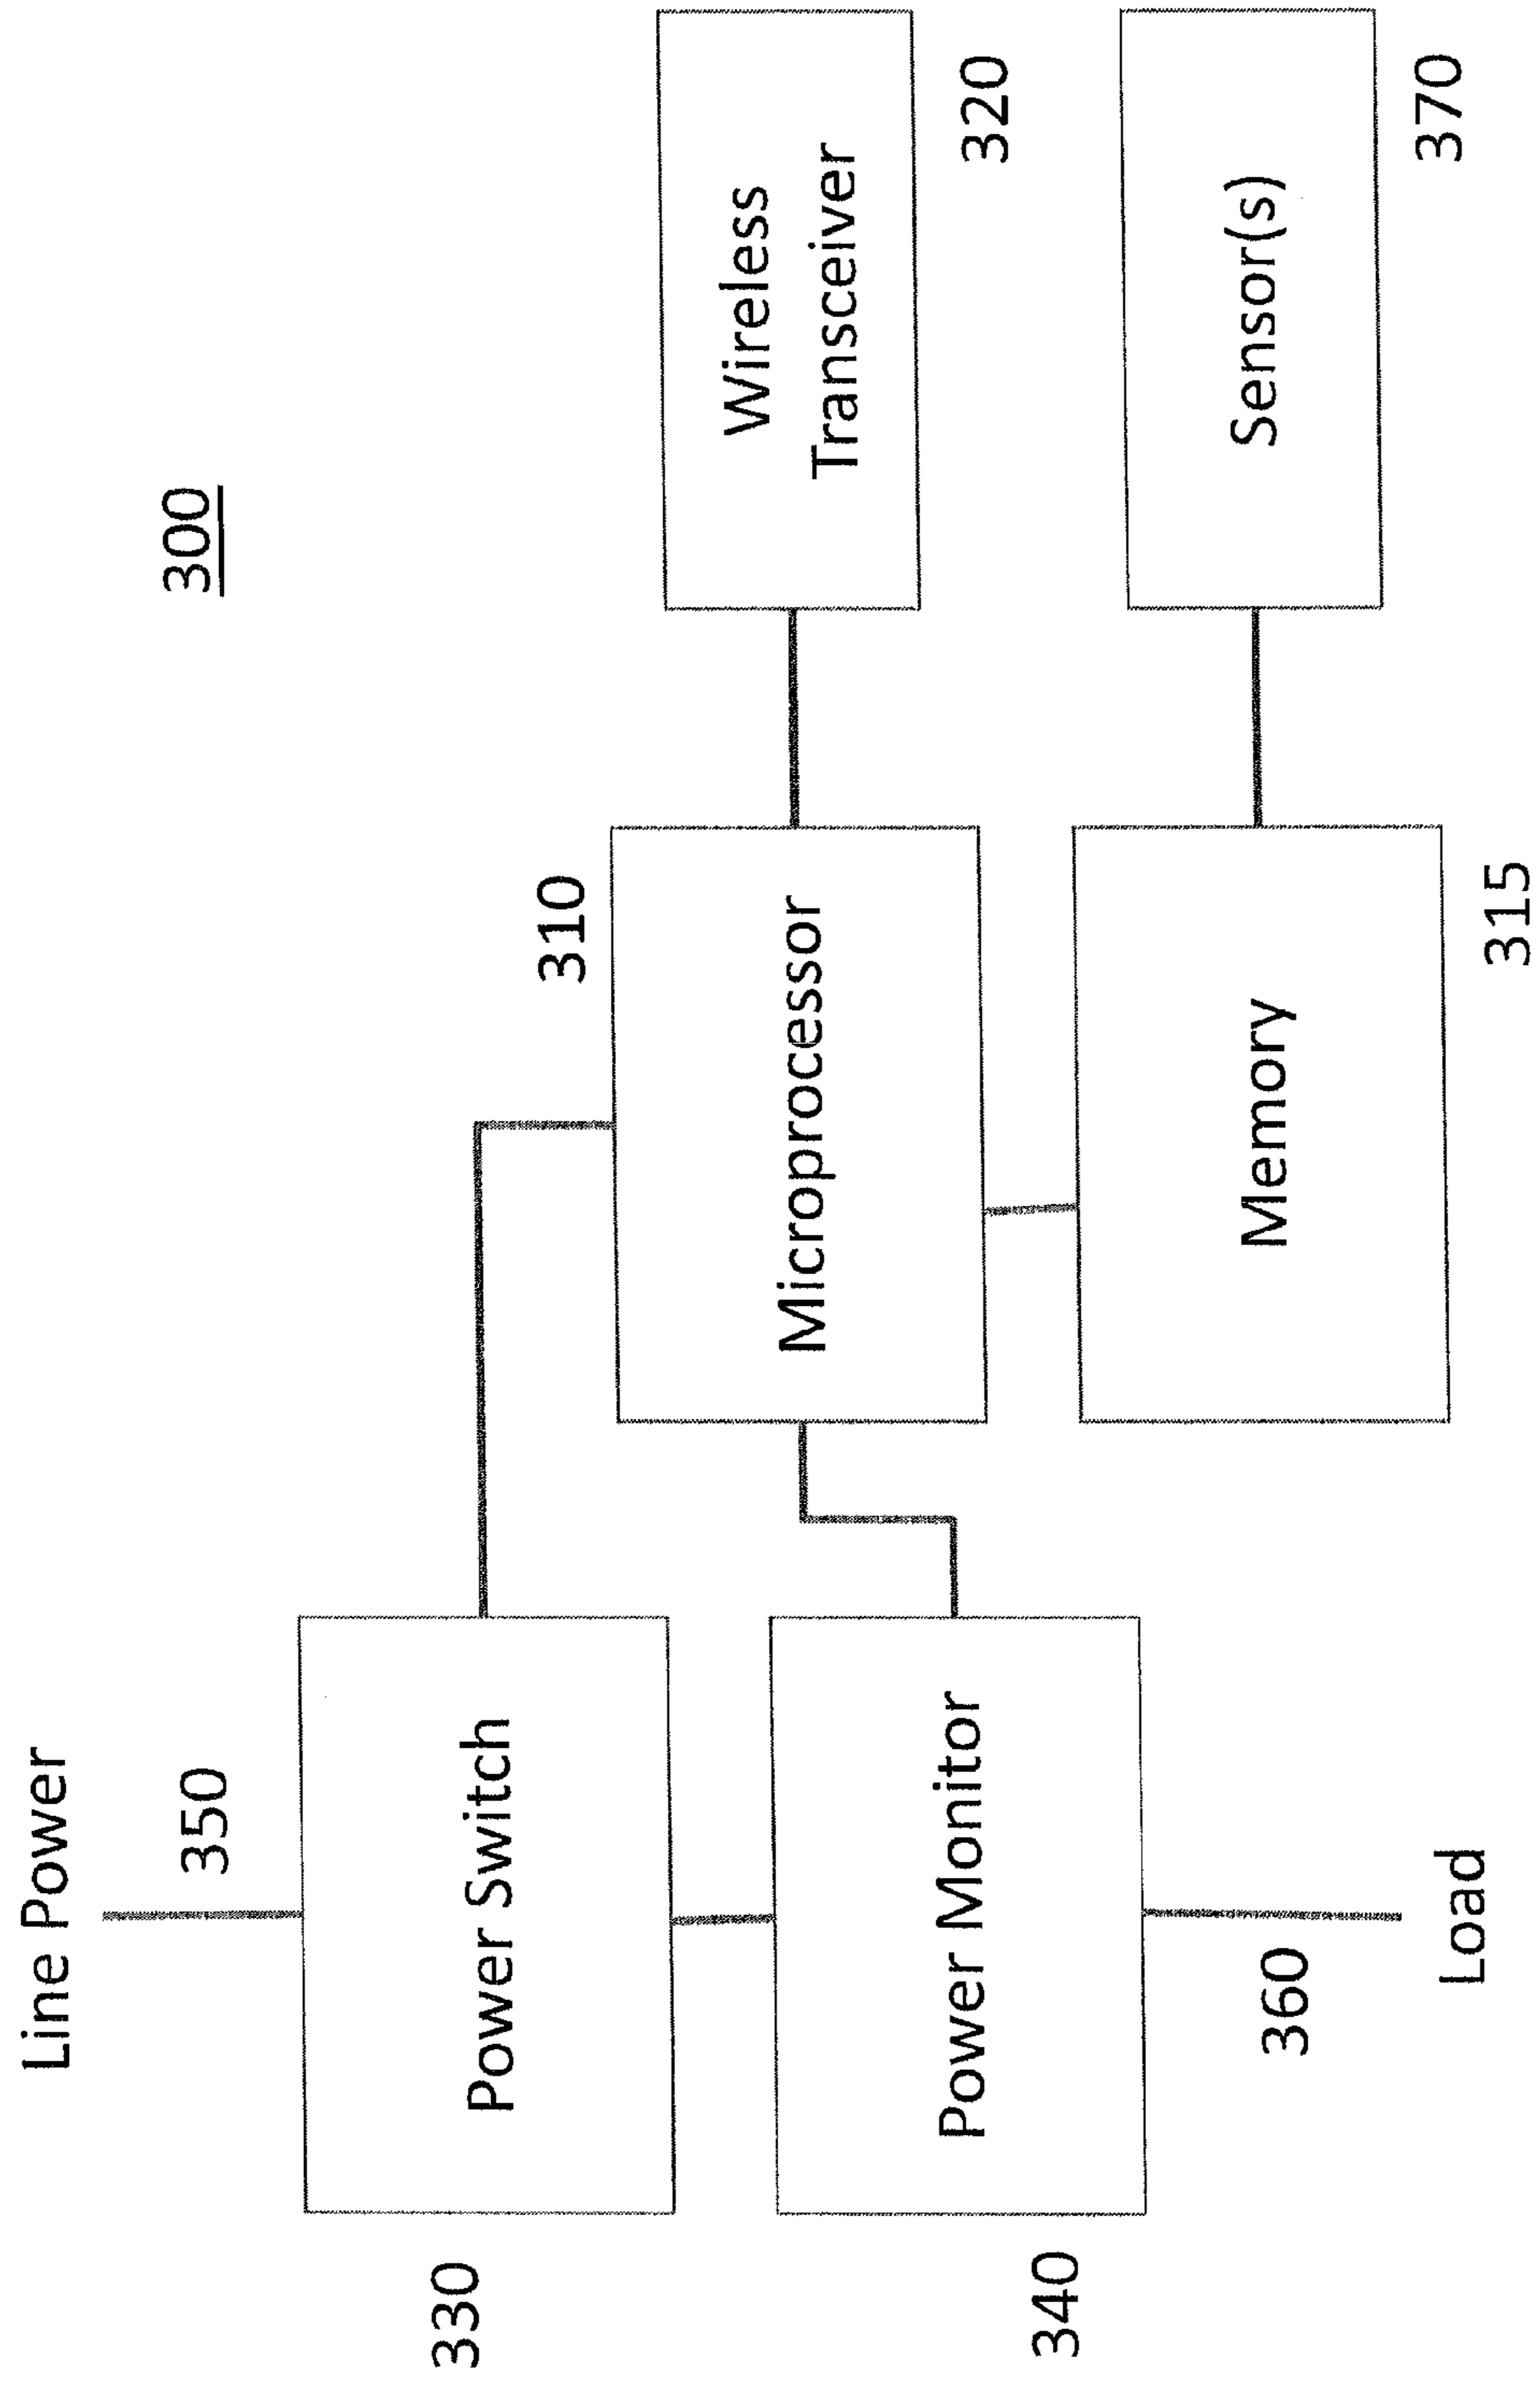 300
Line Power
350
Power Switch
330
310
Microprocessor
Wireless
Transceiver
320
Power Monitor
340
Memory
315
Sensor(s)
370
360
Load